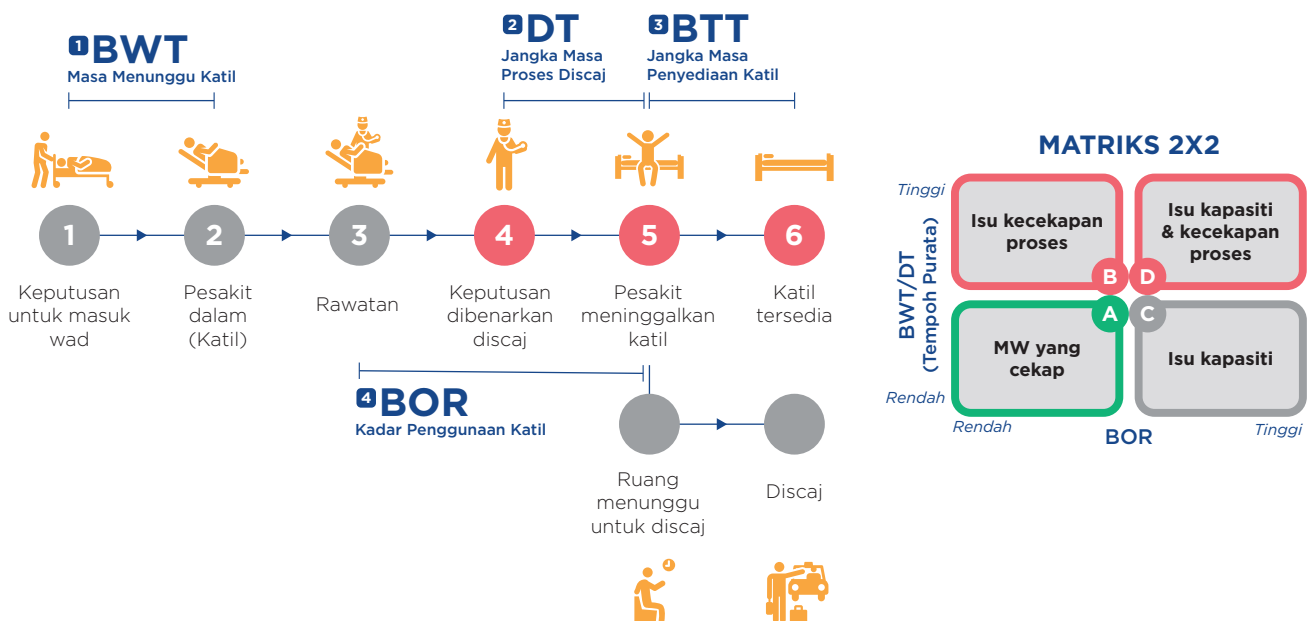 1 BWT
Masa Menunggu Katil
2 DT
Jangka Masa
Proses Discaj
3 BTT
Jangka Masa
Penyediaan Katil
1
2
3
4
5
6
Keputusan
untuk masuk
wad
Pesakit
dalam
(Katil)
Rawatan
Keputusan
dibenarkan
discaj
Pesakit
meninggalkan
katil
Katil
tersedia
4 BOR
Kadar Penggunaan Katil
Ruang
menunggu
untuk discaj
Discaj
MATRIKS 2X2
Tinggi
BWT/DT
(Tempoh Purata)
Rendah
Isu kecekapan
proses
B
Isu kapasiti
& kecekapan
proses
D
MW yang
cekap
A
Isu kapasiti
C
Rendah
BOR
Tinggi